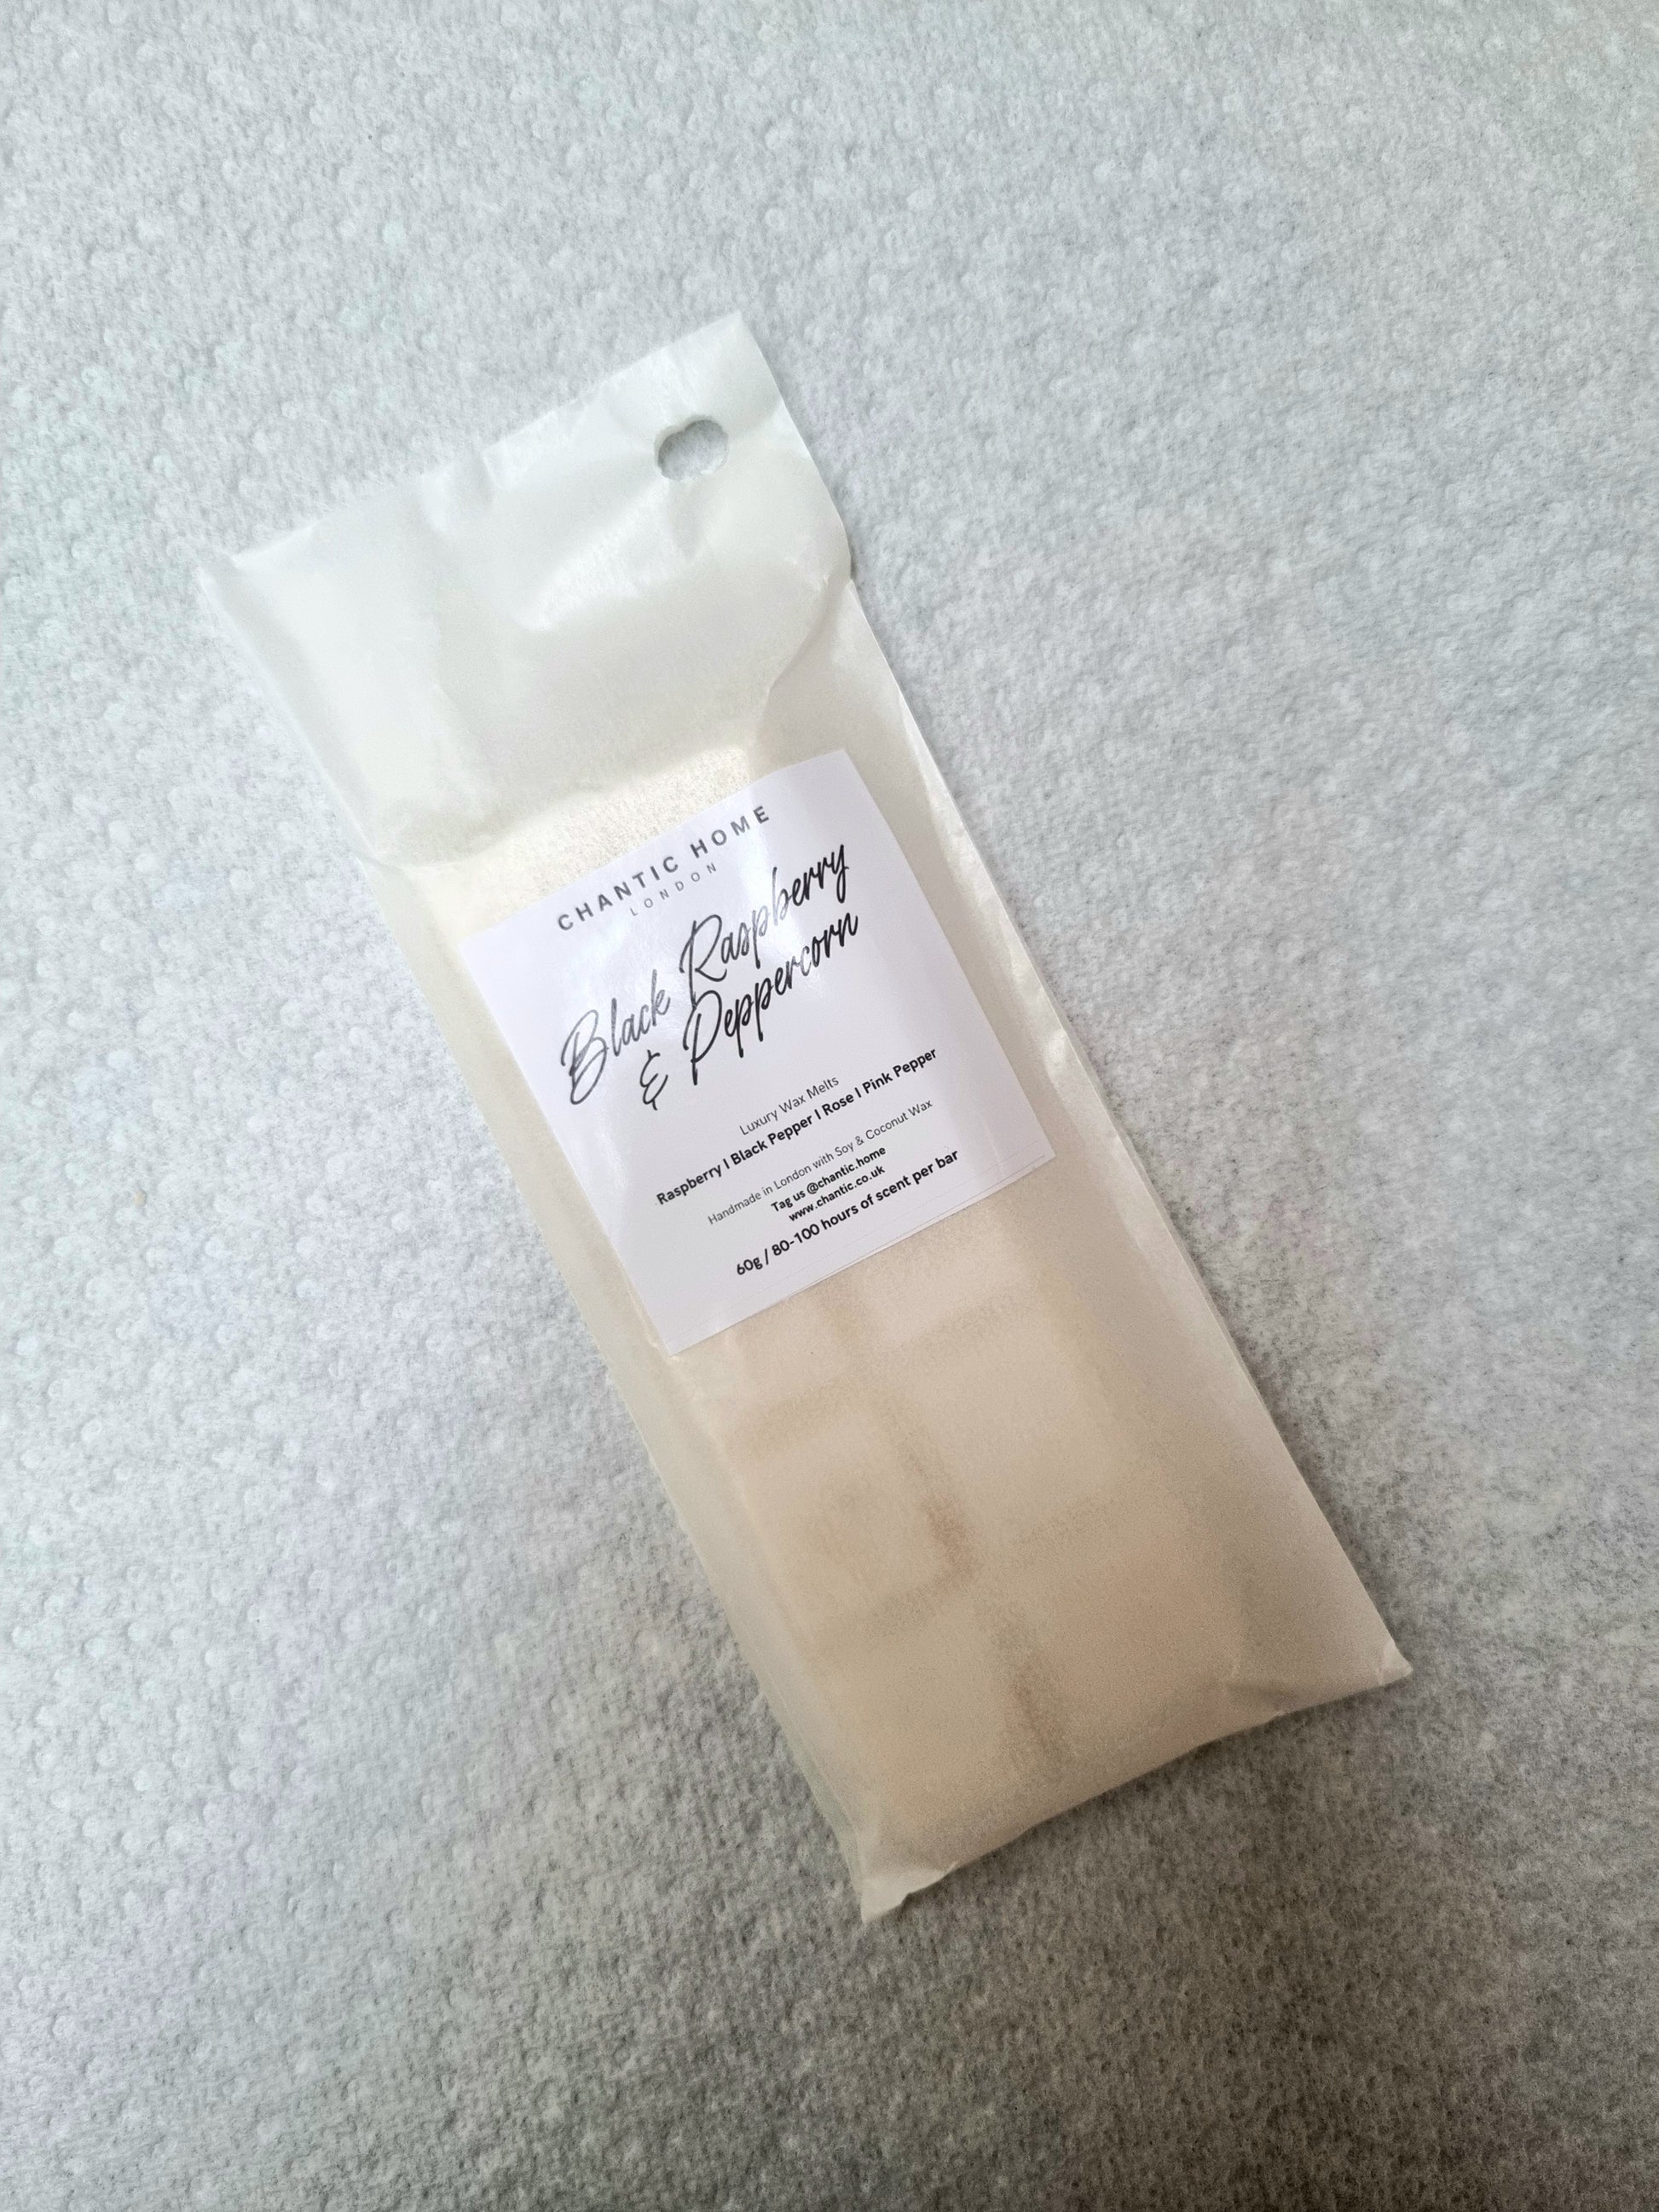 CHANTIC HOME
LONDON
Black Raspberry
& Peppercorn
Luxury Wax Melts
Raspberry I Black Pepper I Rose I Pink Pepper
Handmade in London with Soy & Coconut Wax
Tag us @chantic.home
www.chantic.co.uk
60g / 80-100 hours of scent per bar